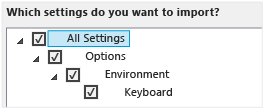 Which settings do you want to import?
All Settings
Options
Environment
Keyboard